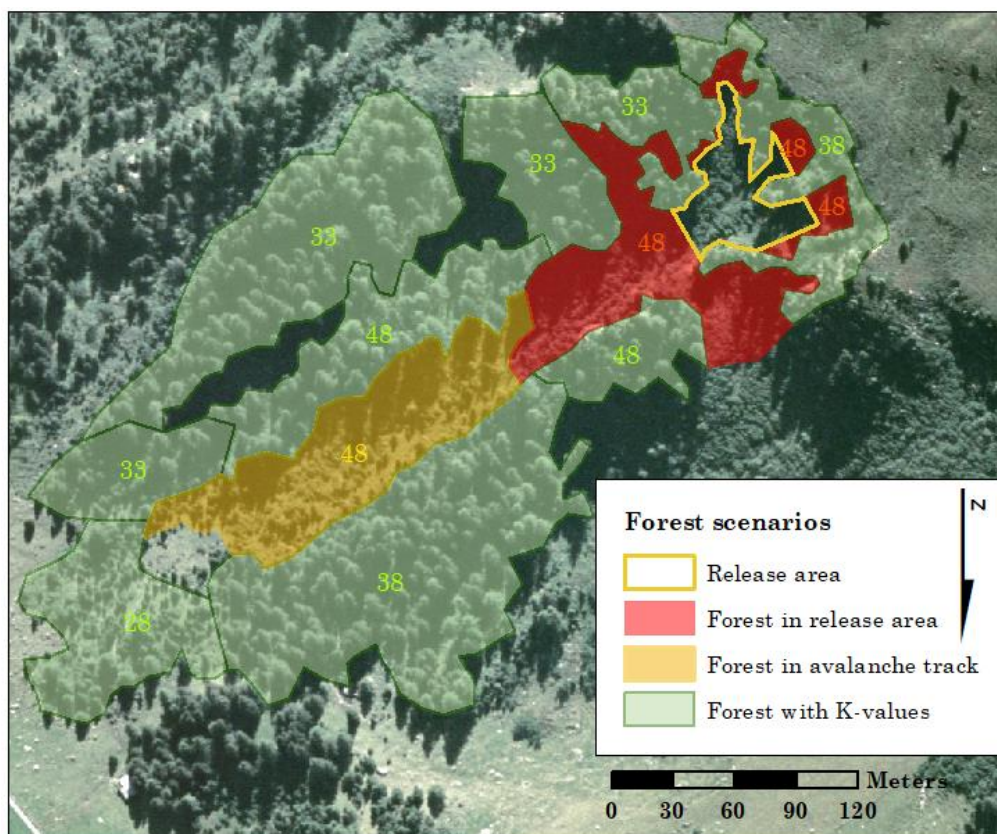 33
33
48
38
33
48
48
33
48
48
48
33
38
28
N
Forest scenarios
Release area
Forest in release area
Forest in avalanche track
Forest with K-values
Meters
0 30 60 90 120